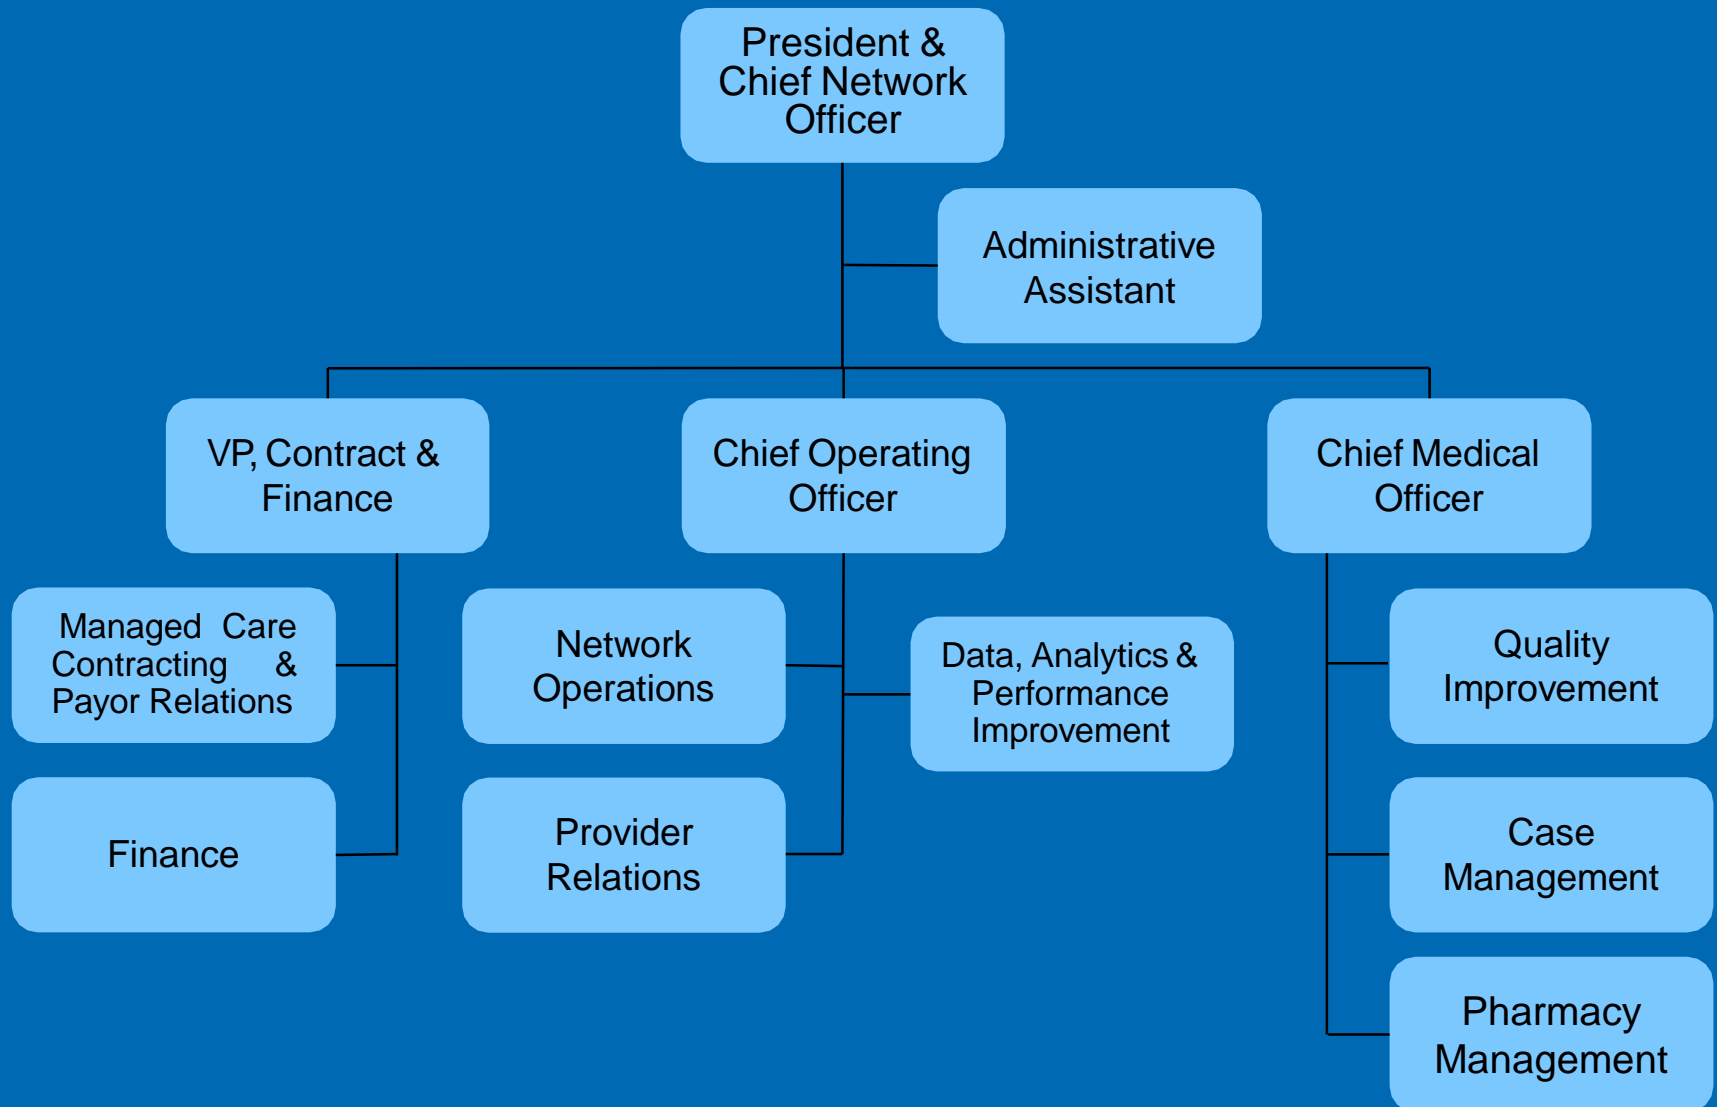 President &
Chief Network
Officer
Administrative
Assistant
VP, Contract &
Finance
Chief Operating
Officer
Chief Medical
Officer
Managed Care
Contracting &
Payor Relations
Network
Operations
Data, Analytics &
Performance
Improvement
Quality
Improvement
Finance
Provider
Relations
Case
Management
Pharmacy
Management